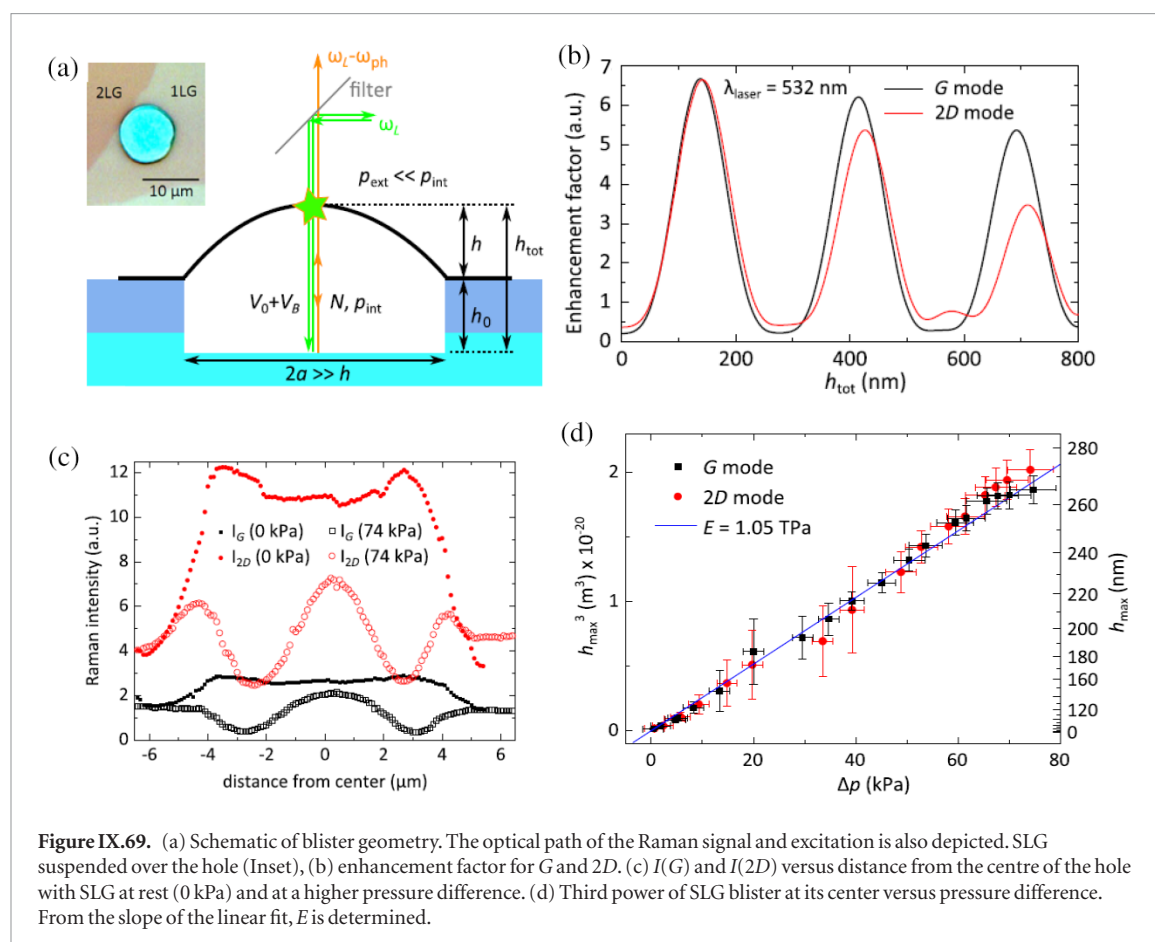 (a)
2LG 1LG
10 μm
ω_L-ω_ph
filter
ω_L
p_ext << p_int
h
h_tot
V_0+V_B
N, p_int
h_0
2a >> h
(b)
Enhancement factor (a.u.)
7
6
5
4
3
2
1
0
λ_laser = 532 nm
G mode
2D mode
0 200 400 600 800
h_tot (nm)
(c)
Raman intensity (a.u.)
12
10
8
6
4
2
0
I_G (0 kPa) I_G (74 kPa)
I_2D (0 kPa) I_2D (74 kPa)
-6 -4 -2 0 2 4 6
distance from center (μm)
(d)
h_max^3 (m^3) x 10^-20
2
1
0
G mode
2D mode
E = 1.05 TPa
280
260
240
220
200
180
160
120
0
h_max (nm)
0 20 40 60 80
Δp (kPa)
Figure IX.69. (a) Schematic of blister geometry. The optical path of the Raman signal and excitation is also depicted. SLG
suspended over the hole (Inset), (b) enhancement factor for G and 2D. (c) I(G) and I(2D) versus distance from the centre of the hole
with SLG at rest (0 kPa) and at a higher pressure difference. (d) Third power of SLG blister at its center versus pressure difference.
From the slope of the linear fit, E is determined.